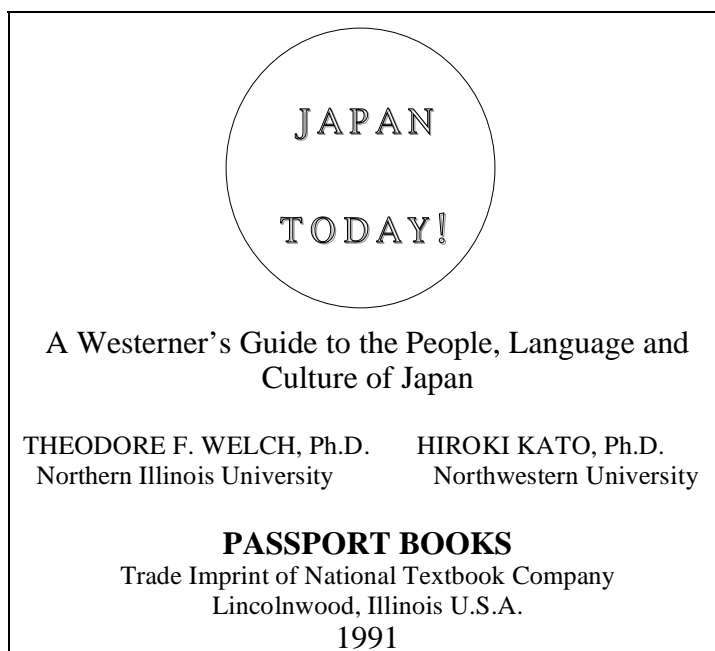 JAPAN
TODAY!
A Westerner’s Guide to the People, Language and
Culture of Japan
THEODORE F. WELCH, Ph.D. HIROKI KATO, Ph.D.
Northern Illinois University Northwestern University
PASSPORT BOOKS
Trade Imprint of National Textbook Company
Lincolnwood, Illinois U.S.A.
1991